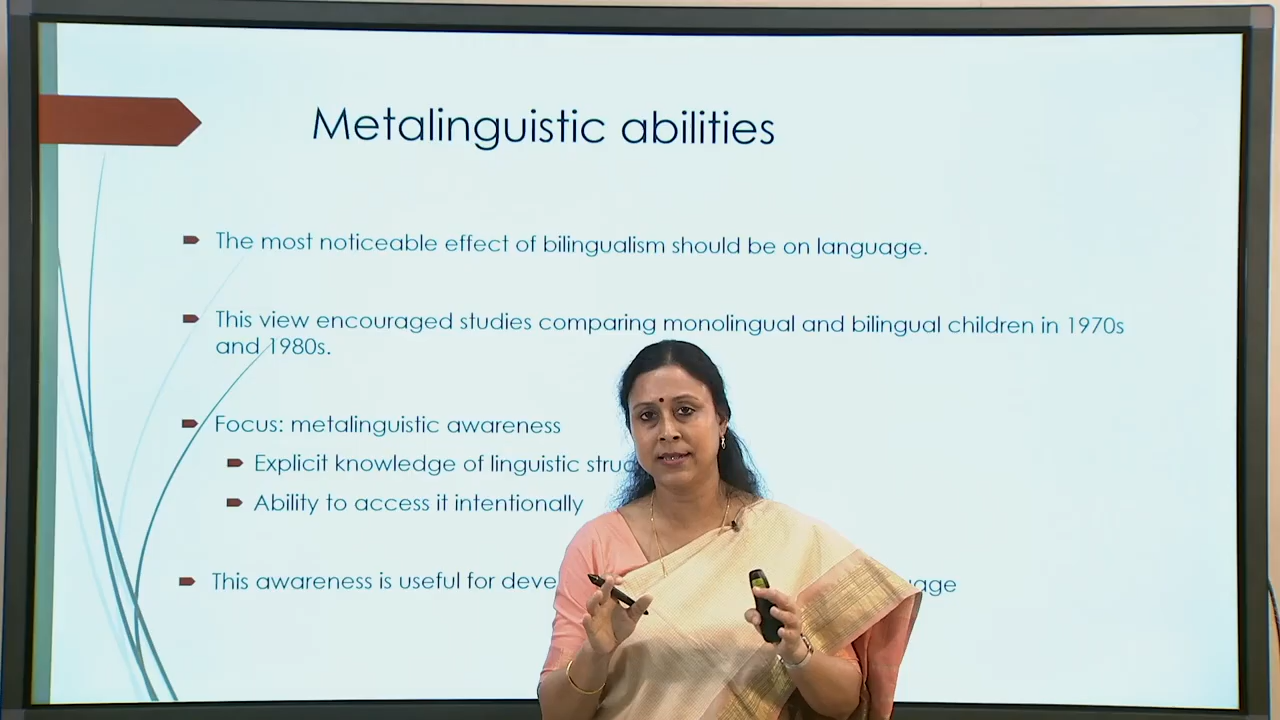 Metalinguistic abilities
The most noticeable effect of bilingualism should be on language.
This view encouraged studies comparing monolingual and bilingual children in 1970s
and 1980s.
Focus: metalinguistic awareness
Explicit knowledge of linguistic
Ability to access it intentionally
This awareness is useful for